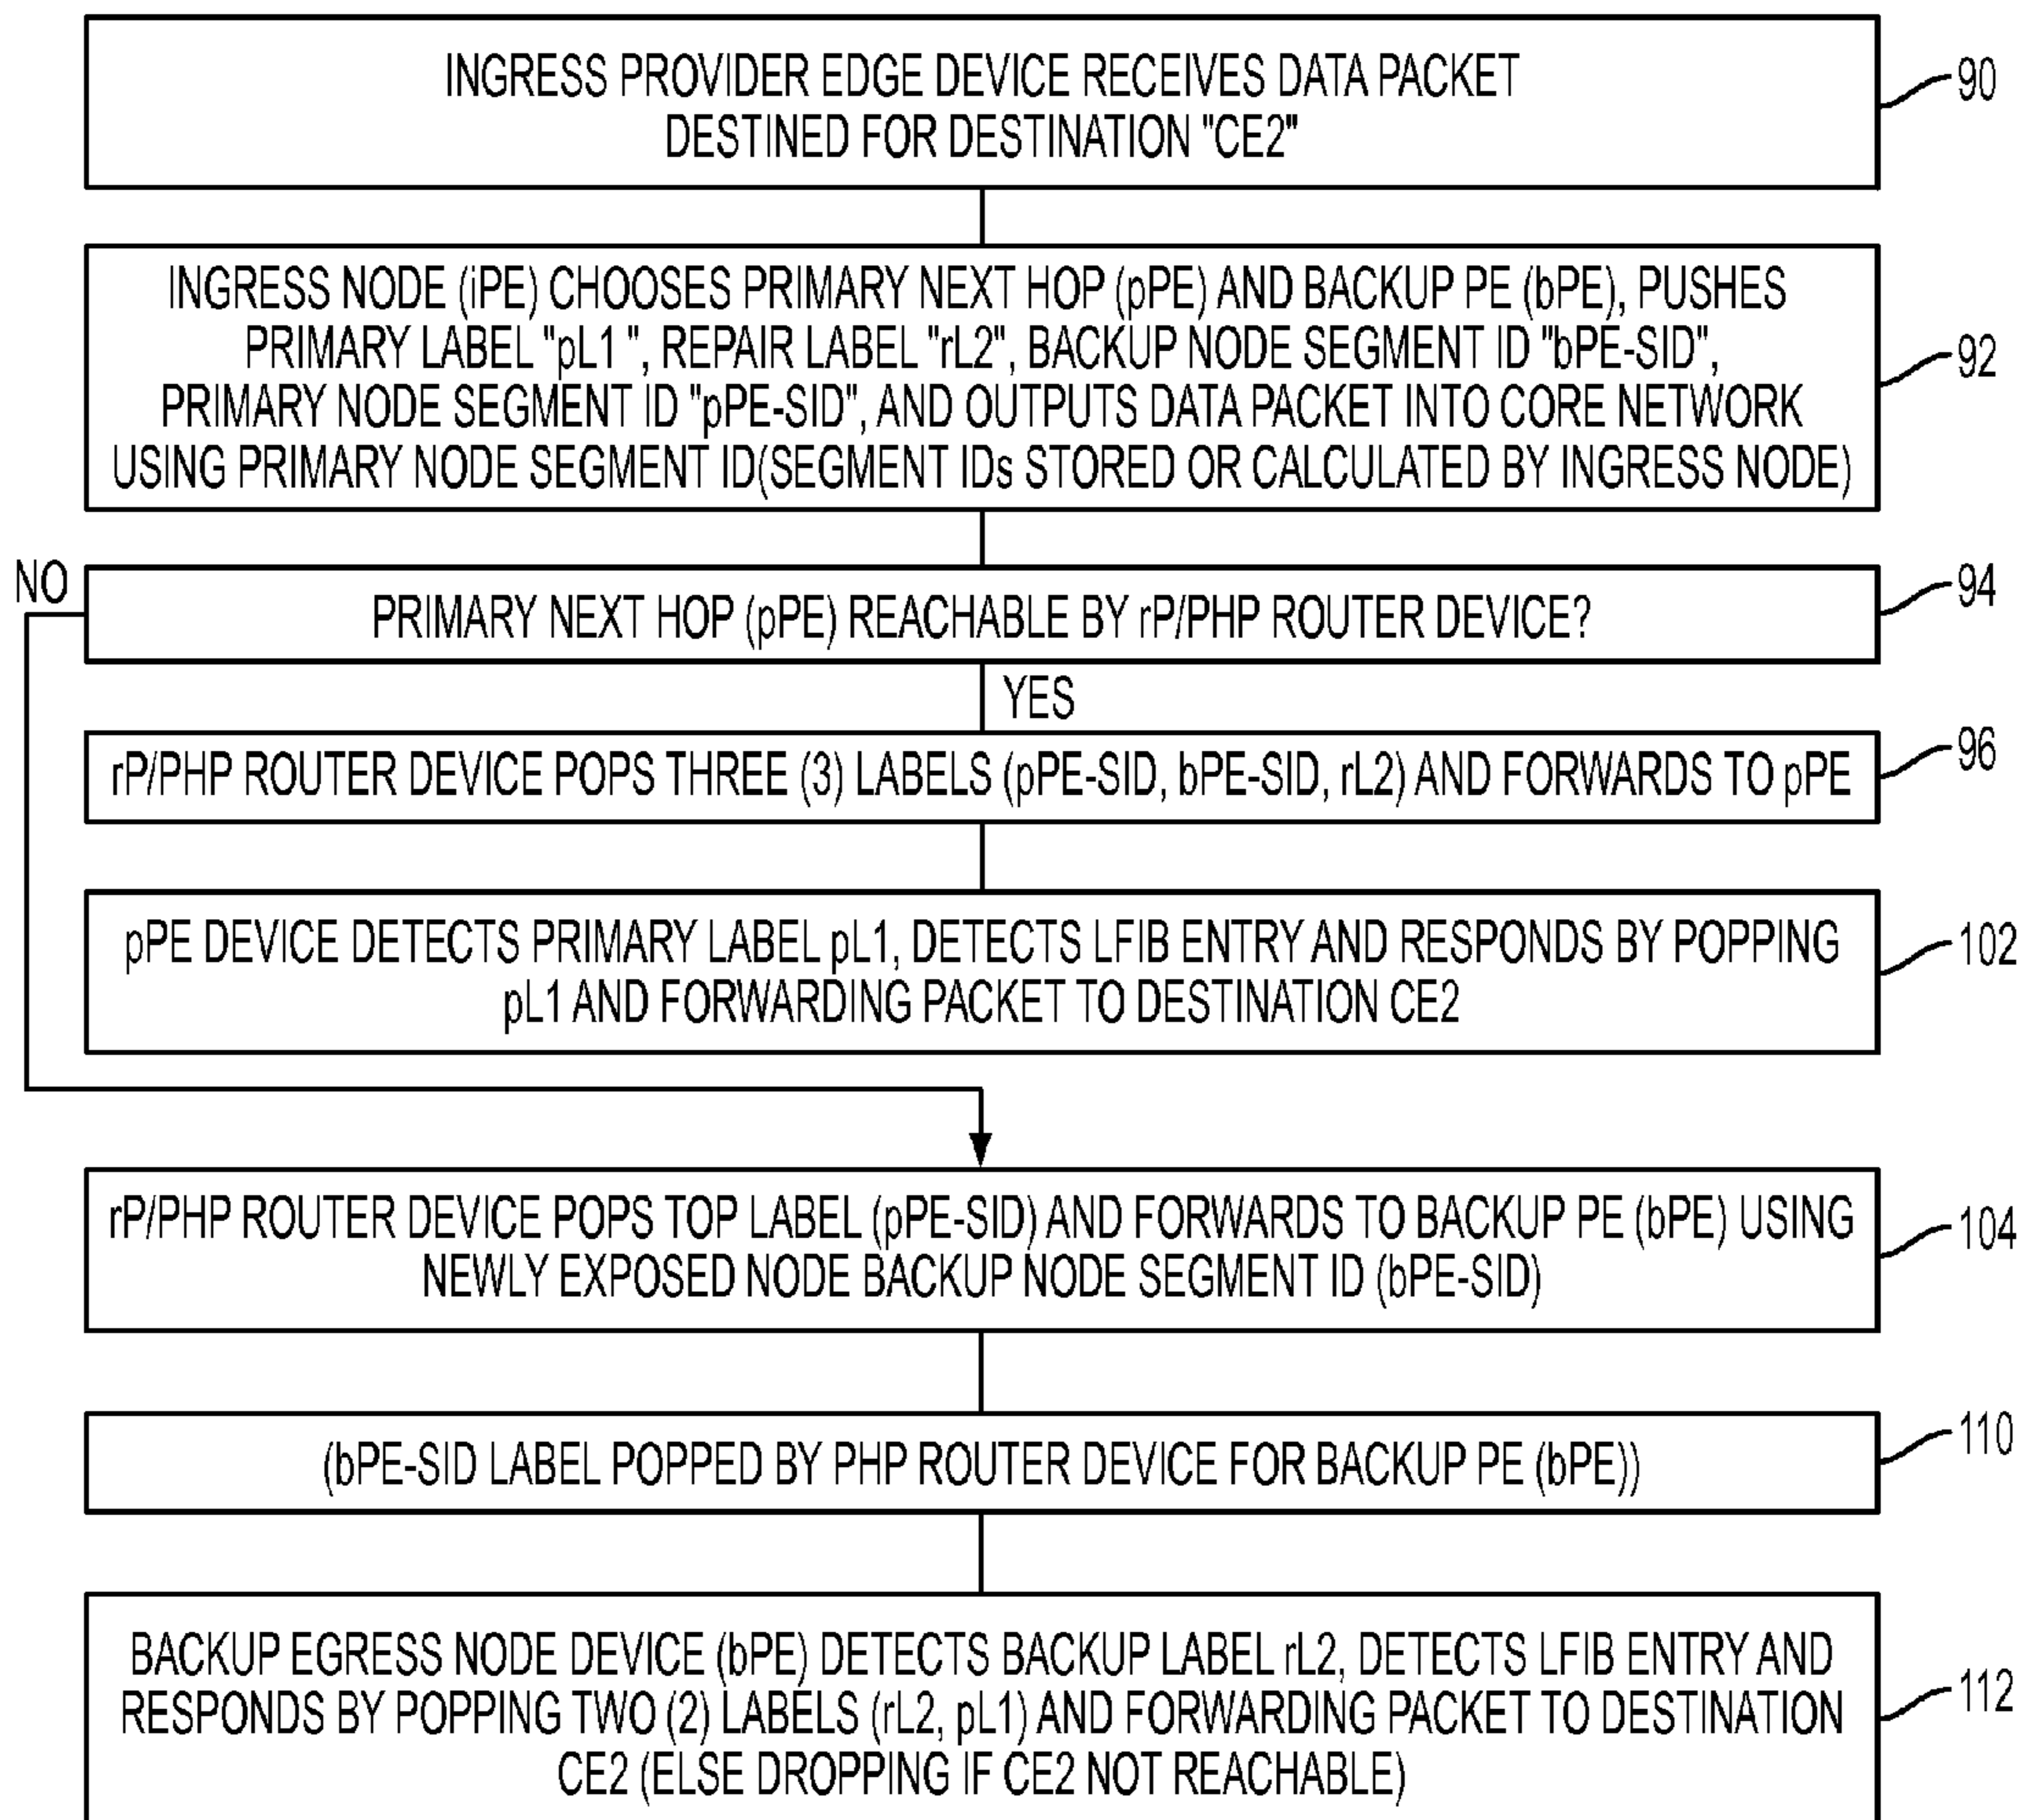 INGRESS PROVIDER EDGE DEVICE RECEIVES DATA PACKET
DESTINED FOR DESTINATION "CE2"
90
INGRESS NODE (iPE) CHOOSES PRIMARY NEXT HOP (pPE) AND BACKUP PE (bPE), PUSHES
PRIMARY LABEL "pL1 ", REPAIR LABEL "rL2", BACKUP NODE SEGMENT ID "bPE-SID",
PRIMARY NODE SEGMENT ID "pPE-SID", AND OUTPUTS DATA PACKET INTO CORE NETWORK
USING PRIMARY NODE SEGMENT ID(SEGMENT IDs STORED OR CALCULATED BY INGRESS NODE)
92
NO
PRIMARY NEXT HOP (pPE) REACHABLE BY rP/PHP ROUTER DEVICE?
94
YES
rP/PHP ROUTER DEVICE POPS THREE (3) LABELS (pPE-SID, bPE-SID, rL2) AND FORWARDS TO pPE
96
pPE DEVICE DETECTS PRIMARY LABEL pL1, DETECTS LFIB ENTRY AND RESPONDS BY POPPING
pL1 AND FORWARDING PACKET TO DESTINATION CE2
102
rP/PHP ROUTER DEVICE POPS TOP LABEL (pPE-SID) AND FORWARDS TO BACKUP PE (bPE) USING
NEWLY EXPOSED NODE BACKUP NODE SEGMENT ID (bPE-SID)
104
(bPE-SID LABEL POPPED BY PHP ROUTER DEVICE FOR BACKUP PE (bPE))
110
BACKUP EGRESS NODE DEVICE (bPE) DETECTS BACKUP LABEL rL2, DETECTS LFIB ENTRY AND
RESPONDS BY POPPING TWO (2) LABELS (rL2, pL1) AND FORWARDING PACKET TO DESTINATION
CE2 (ELSE DROPPING IF CE2 NOT REACHABLE)
112